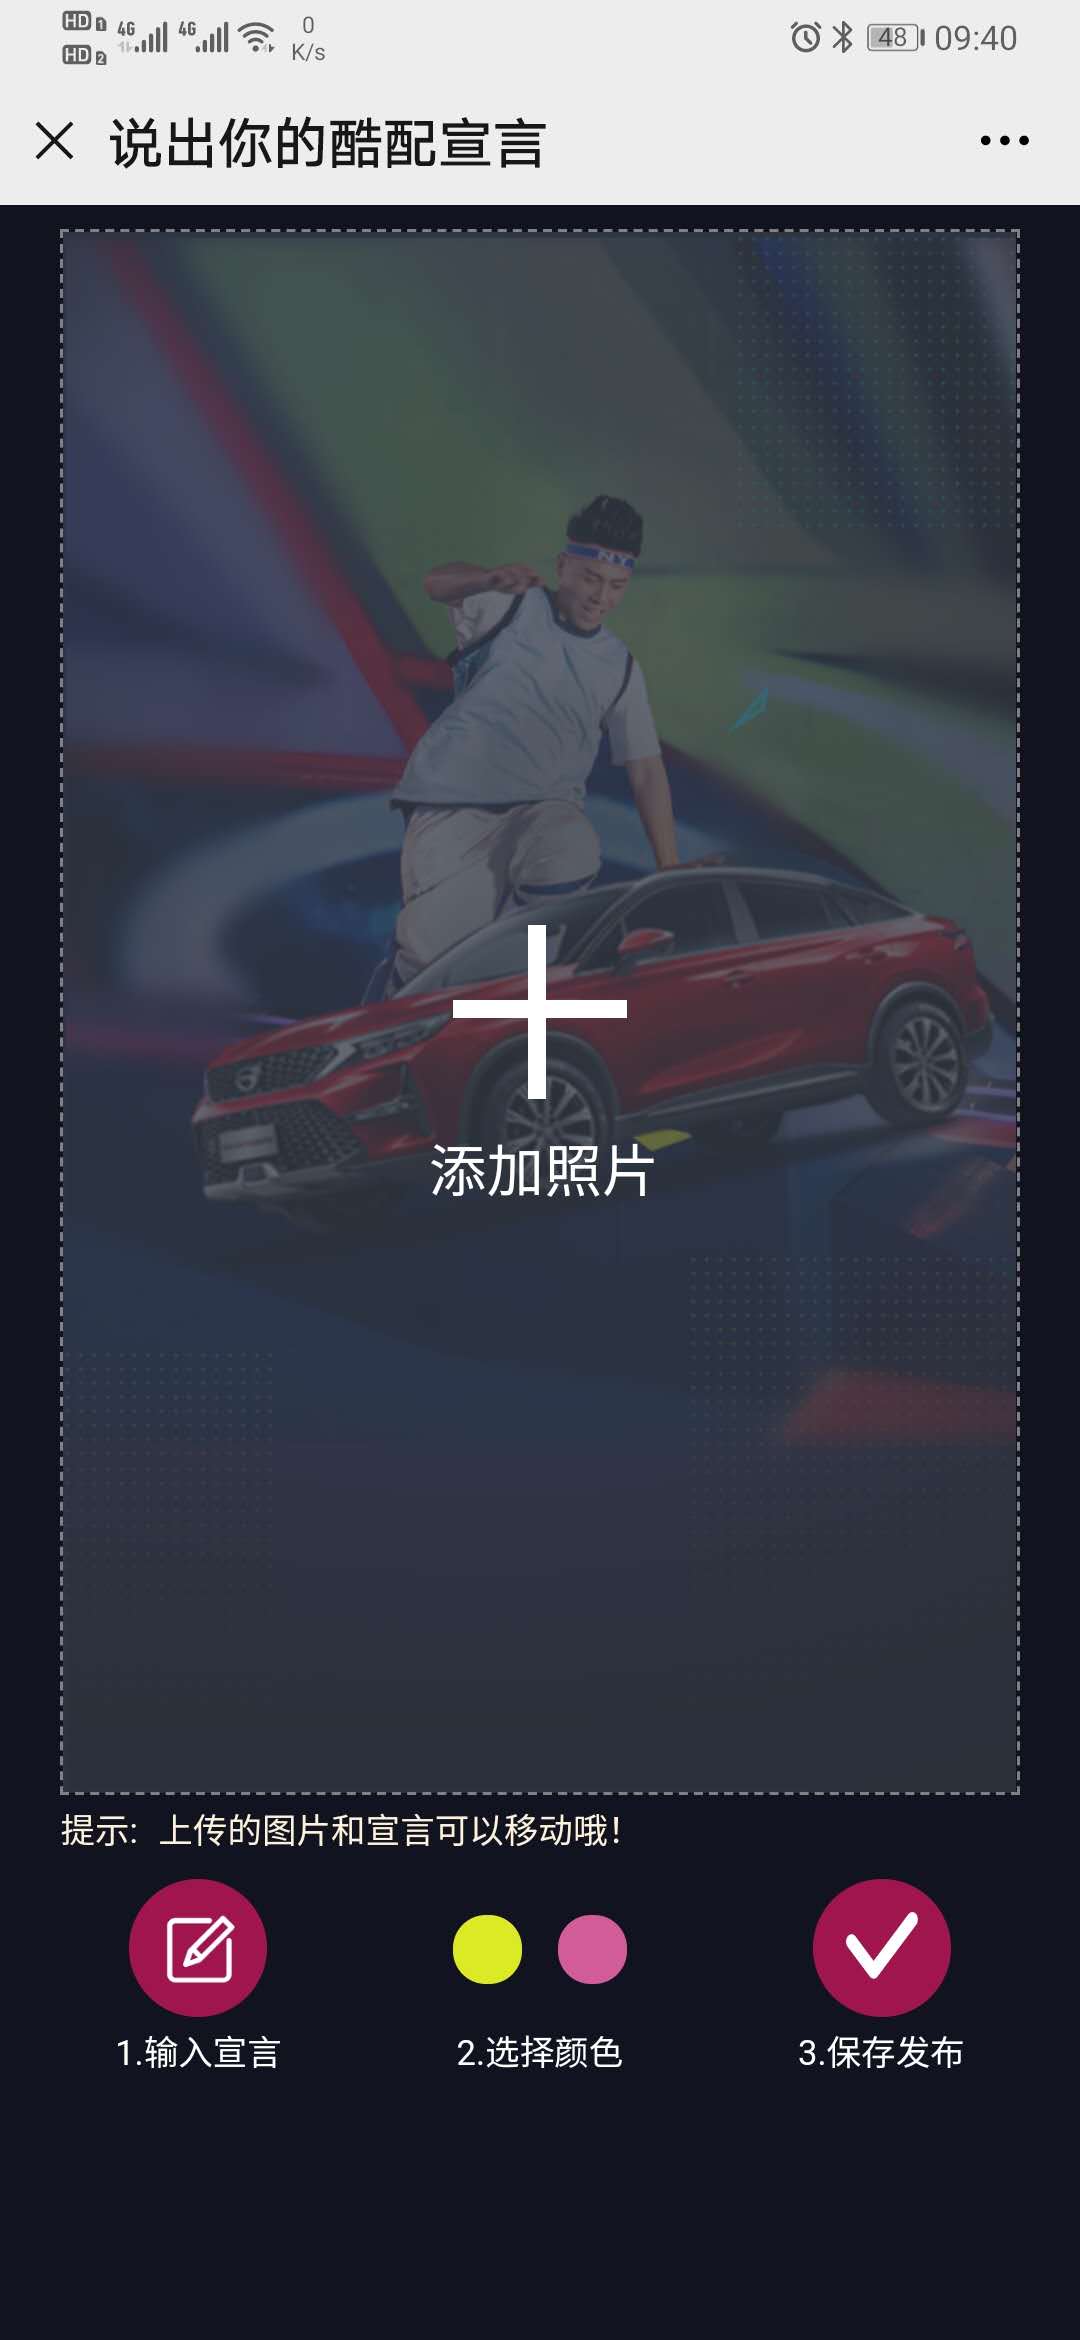 HD 1 4G 4G 0
HD 2 K/s
48 09:40
说出你的酷配宣言
NY
添加照片
提示: 上传的图片和宣言可以移动哦!
1.输入宣言
2.选择颜色
3.保存发布